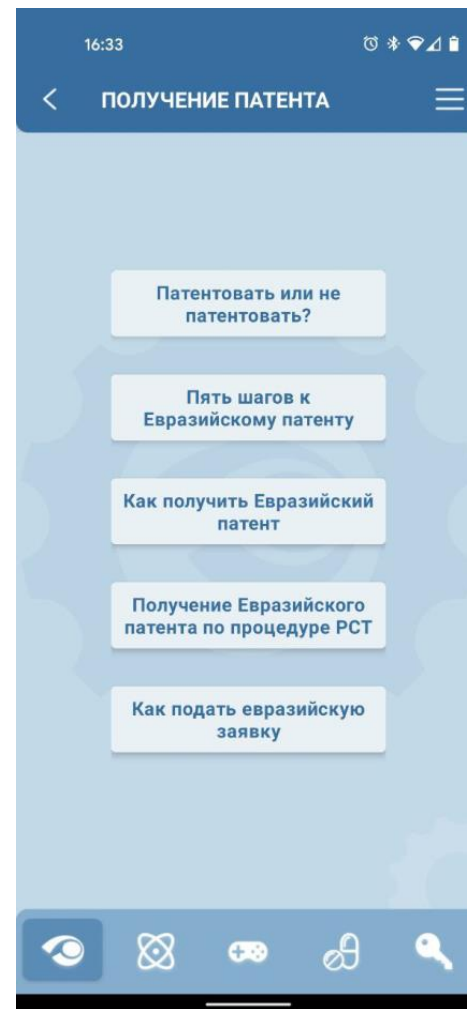 16:33
ПОЛУЧЕНИЕ ПАТЕНТА
Патентовать или не
патентовать?
Пять шагов к
Евразийскому патенту
Как получить Евразийский
патент
Получение Евразийского
патента по процедуре РСТ
Как подать евразийскую
заявку